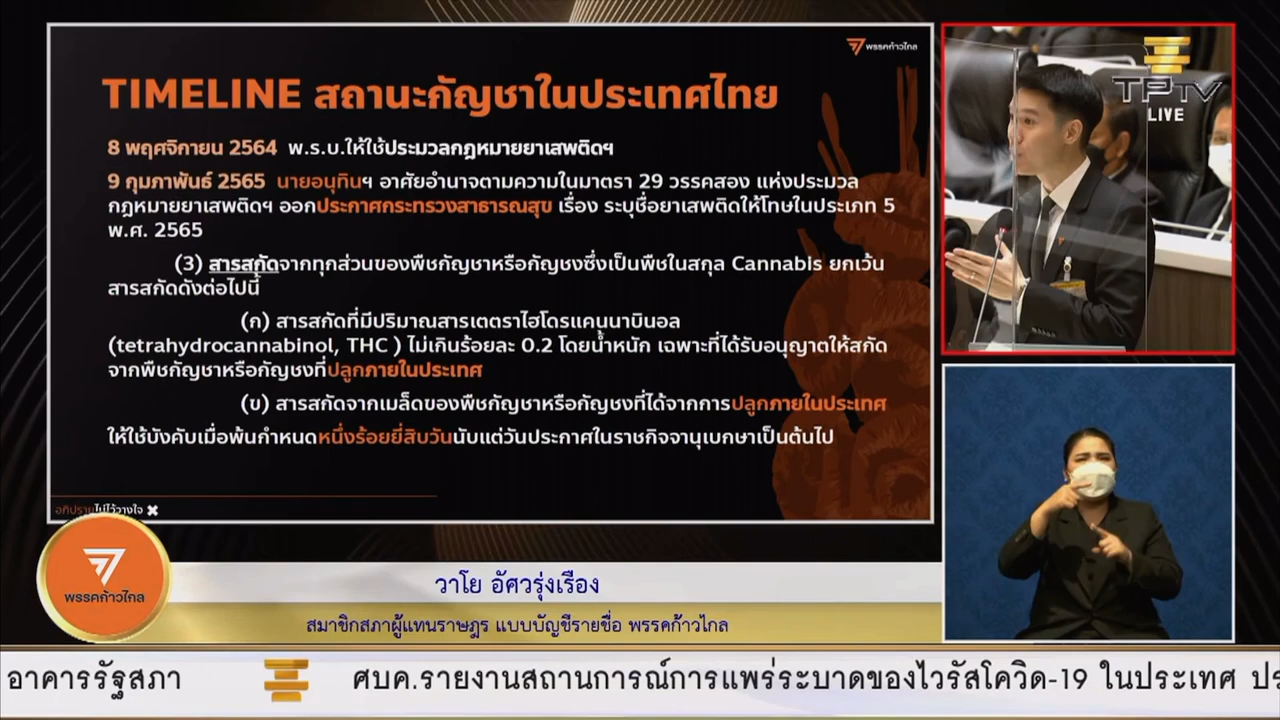 พรรคก้าวไกล
TIMELINE สถานะกัญชาในประเทศไทย
8 พฤศจิกายน 2564 พ.ร.บ.ให้ใช้ประมวลกฎหมายยาเสพติดฯ
9 กุมภาพันธ์ 2565 นายอนุทินฯ อาศัยอำนาจตามความในมาตรา 29 วรรคสอง แห่งประมวล
กฎหมายยาเสพติดฯ ออกประกาศกระทรวงสาธารณสุข เรื่อง ระบุชื่อยาเสพติดให้โทษในประเภท 5
พ.ศ. 2565
(3) สารสกัดจากทุกส่วนของพืชกัญชาหรือกัญชงซึ่งเป็นพืชในสกุล Cannabis ยกเว้น
สารสกัดดังต่อไปนี้
(ก) สารสกัดที่มีปริมาณสารเตตราไฮโดรแคนนาบินอล
(tetrahydrocannabinol, THC ) ไม่เกินร้อยละ 0.2 โดยน้ำหนัก เฉพาะที่ได้รับอนุญาตให้สกัด
จากพืชกัญชาหรือกัญชงที่ปลูกภายในประเทศ
(ข) สารสกัดจากเมล็ดของพืชกัญชาหรือกัญชงที่ได้จากการปลูกภายในประเทศ
ให้ใช้บังคับเมื่อพ้นกำหนดหนึ่งร้อยยี่สิบวันนับแต่วันประกาศในราชกิจจานุเบกษาเป็นต้นไป
อภิปรายไม่ไว้วางใจ
TPTV
LIVE
พรรคก้าวไกล
วาโย อัศวรุ่งเรือง
สมาชิกสภาผู้แทนราษฎร แบบบัญชีรายชื่อ พรรคก้าวไกล
อาคารรัฐสภา ศบค.รายงานสถานการณ์การแพร่ระบาดของไวรัสโควิด-19 ในประเทศ ปร